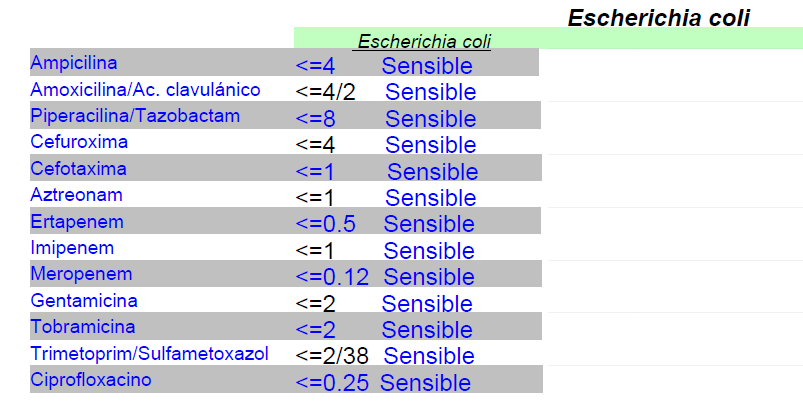 Escherichia coli
Escherichia coli
Ampicilina <=4 Sensible
Amoxicilina/Ac. clavulánico <=4/2 Sensible
Piperacilina/Tazobactam <=8 Sensible
Cefuroxima <=4 Sensible
Cefotaxima <=1 Sensible
Aztreonam <=1 Sensible
Ertapenem <=0.5 Sensible
Imipenem <=1 Sensible
Meropenem <=0.12 Sensible
Gentamicina <=2 Sensible
Tobramicina <=2 Sensible
Trimetoprim/Sulfametoxazol <=2/38 Sensible
Ciprofloxacino <=0.25 Sensible